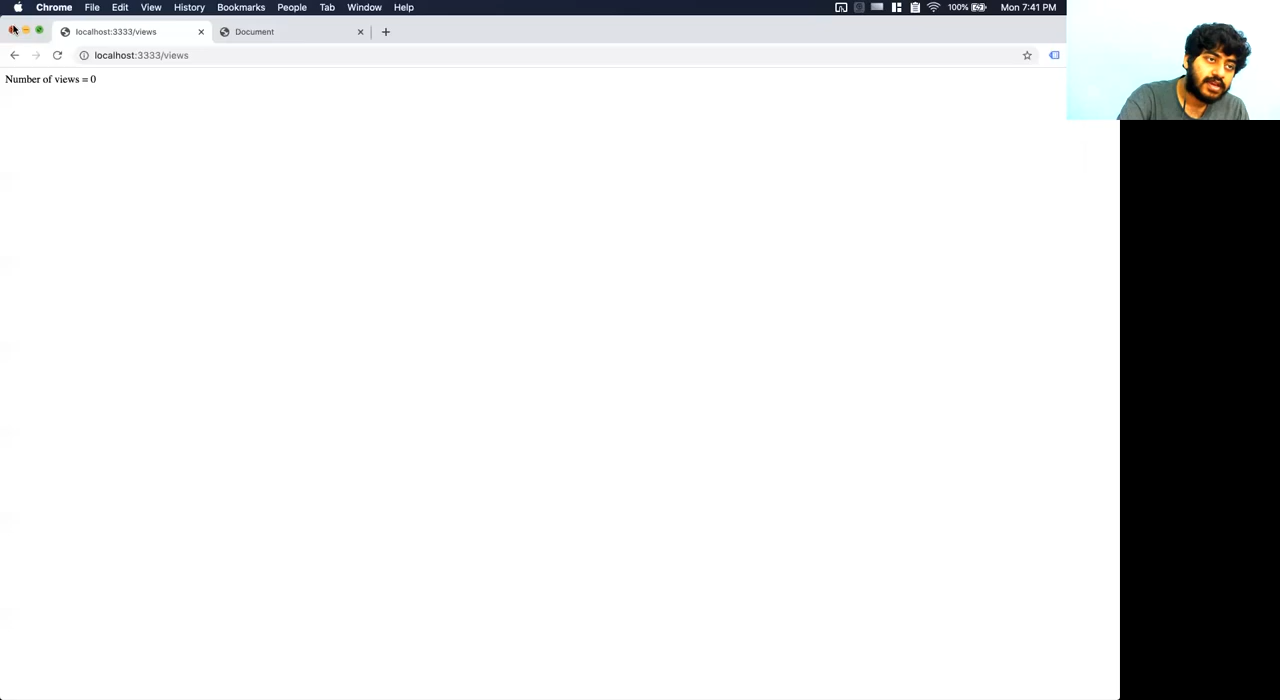 Chrome File Edit View History Bookmarks People Tab Window Help 100% Mon 7:41 PM
localhost:3333/views Document
localhost:3333/views
Number of views = 0